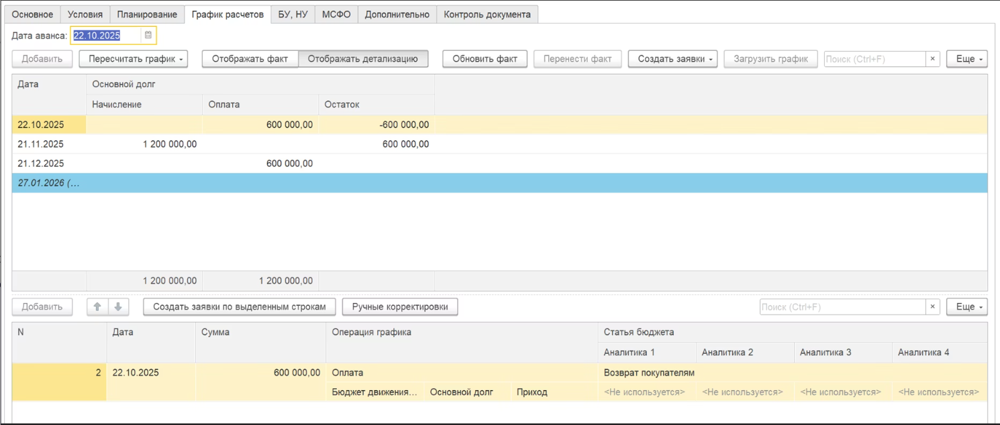 Основное Условия Планирование График расчетов БУ, НУ МСФО Дополнительно Контроль документа
Дата аванса: 22.10.2025
Добавить Пересчитать график Отображать факт Отображать детализацию Обновить факт Перенести факт Создать заявки Загрузить график Поиск (Ctrl+F) × Еще
Дата Основной долг
Начисление Оплата Остаток
22.10.2025 600 000,00 -600 000,00
21.11.2025 1 200 000,00 600 000,00
21.12.2025 600 000,00
27.01.2026 (...
1 200 000,00 1 200 000,00
Добавить Создать заявки по выделенным строкам Ручные корректировки Поиск (Ctrl+F) × Еще
N Дата Сумма Операция графика Статья бюджета
Аналитика 1 Аналитика 2 Аналитика 3 Аналитика 4
2 22.10.2025 600 000,00 Оплата Возврат покупателям
Бюджет движения... Основной долг Приход <Не используется> <Не используется> <Не используется> <Не используется>